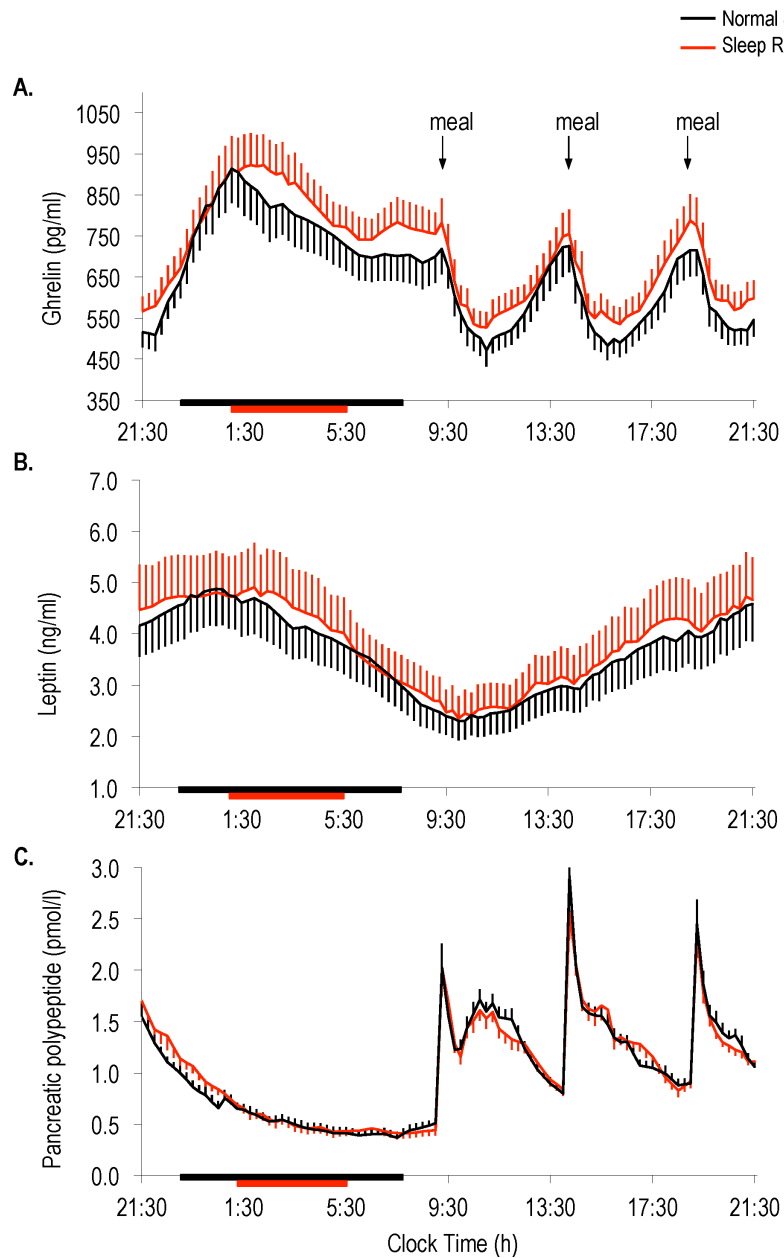 Normal
Sleep R
A.
1050
950
850
750
650
550
450
350
Ghrelin (pg/ml)
meal meal meal
21:30 1:30 5:30 9:30 13:30 17:30 21:30
B.
7.0
6.0
5.0
4.0
3.0
2.0
1.0
Leptin (ng/ml)
21:30 1:30 5:30 9:30 13:30 17:30 21:30
C.
3.0
2.5
2.0
1.5
1.0
0.5
0.0
Pancreatic polypeptide (pmol/l)
21:30 1:30 5:30 9:30 13:30 17:30 21:30
Clock Time (h)